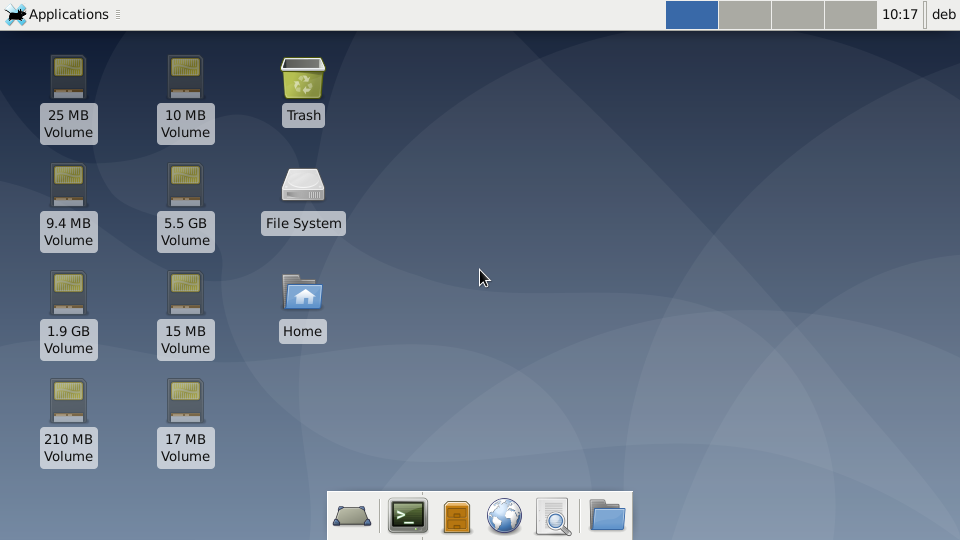 Applications
10:17
deb
25 MB
Volume
10 MB
Volume
Trash
9.4 MB
Volume
5.5 GB
Volume
File System
1.9 GB
Volume
15 MB
Volume
Home
210 MB
Volume
17 MB
Volume
>_